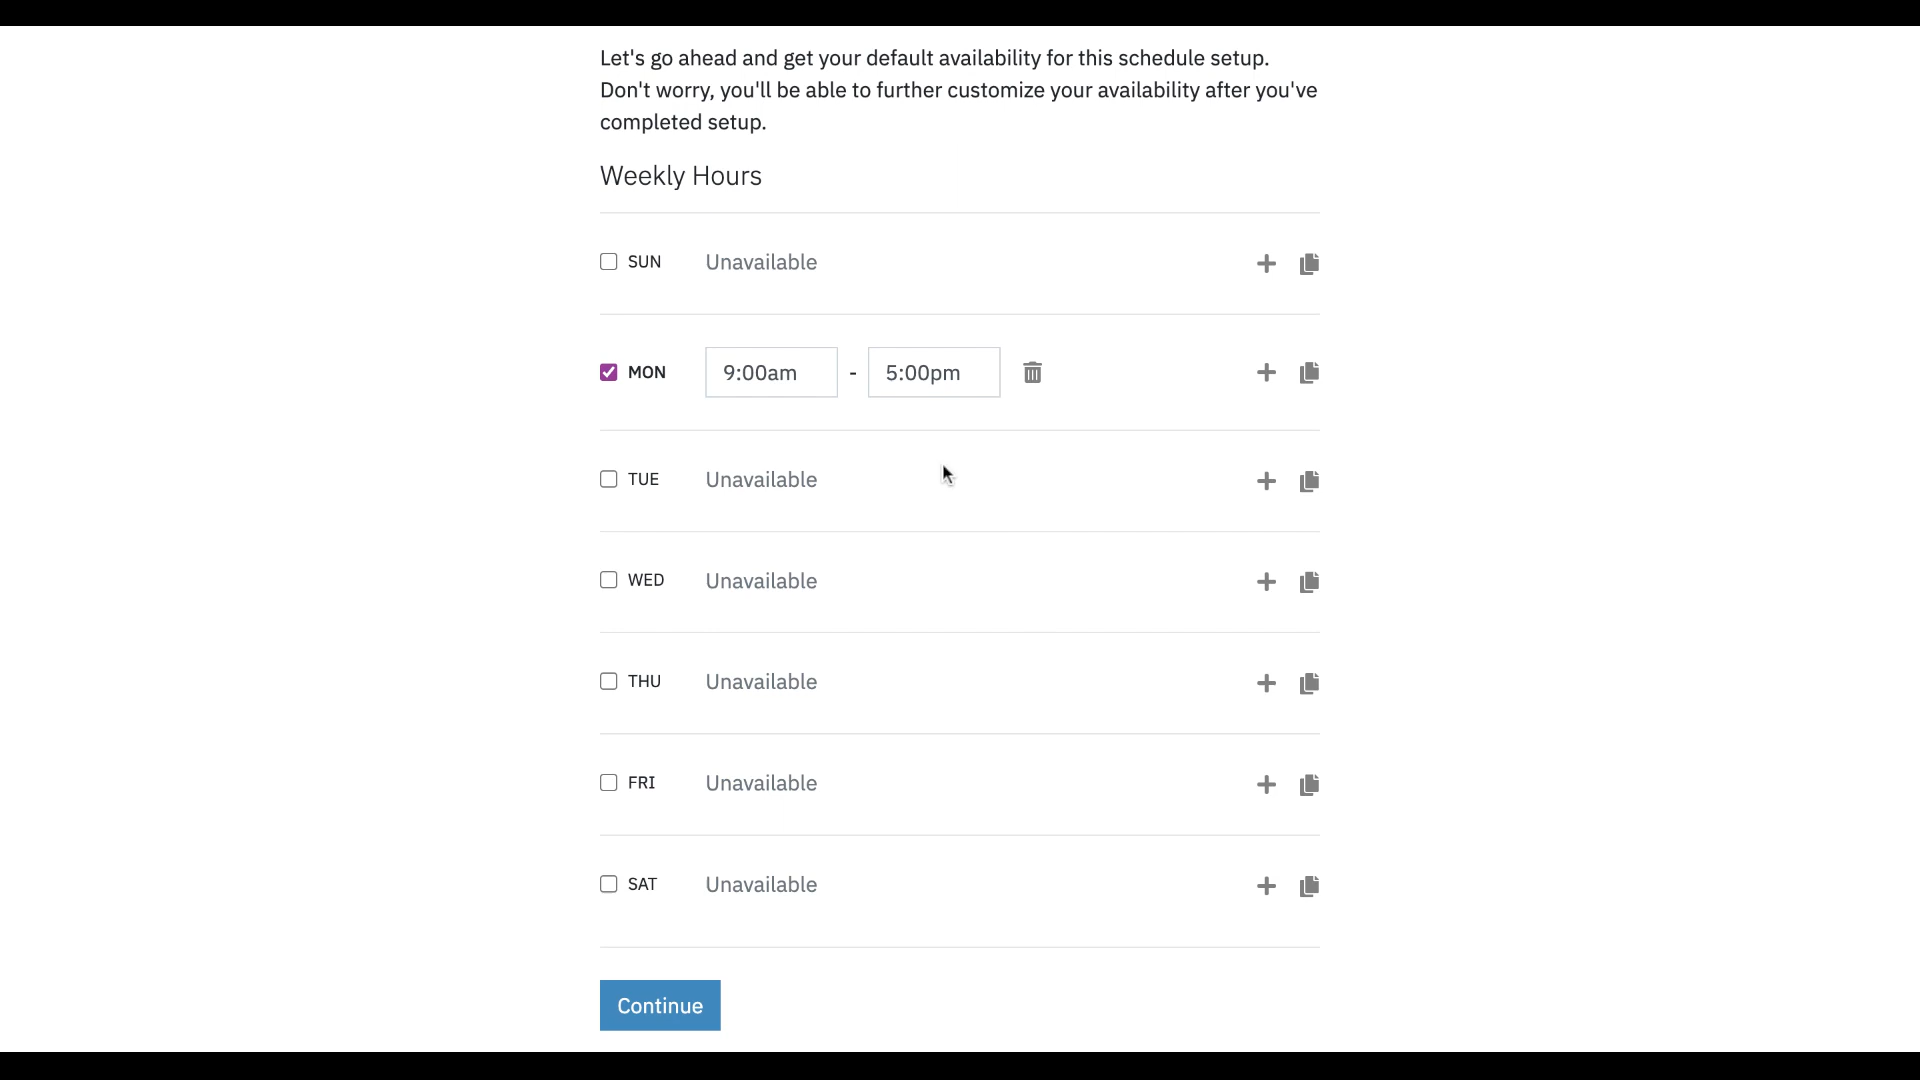 Let's go ahead and get your default availability for this schedule setup.
Don't worry, you'll be able to further customize your availability after you've
completed setup.
Weekly Hours
SUN Unavailable
MON 9:00am - 5:00pm
TUE Unavailable
WED Unavailable
THU Unavailable
FRI Unavailable
SAT Unavailable
Continue